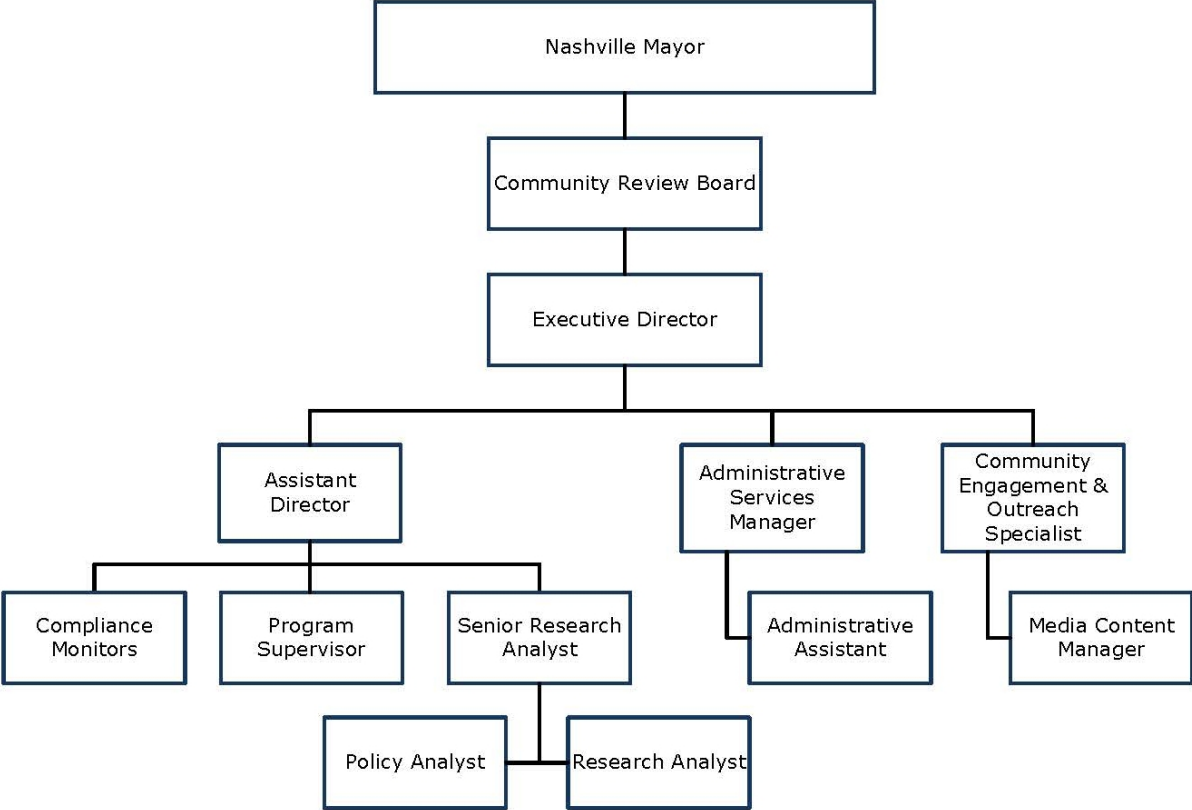 Nashville Mayor
Community Review Board
Executive Director
Assistant
Director
Administrative
Services
Manager
Community
Engagement &
Outreach
Specialist
Compliance
Monitors
Program
Supervisor
Senior Research
Analyst
Administrative
Assistant
Media Content
Manager
Policy Analyst
Research Analyst